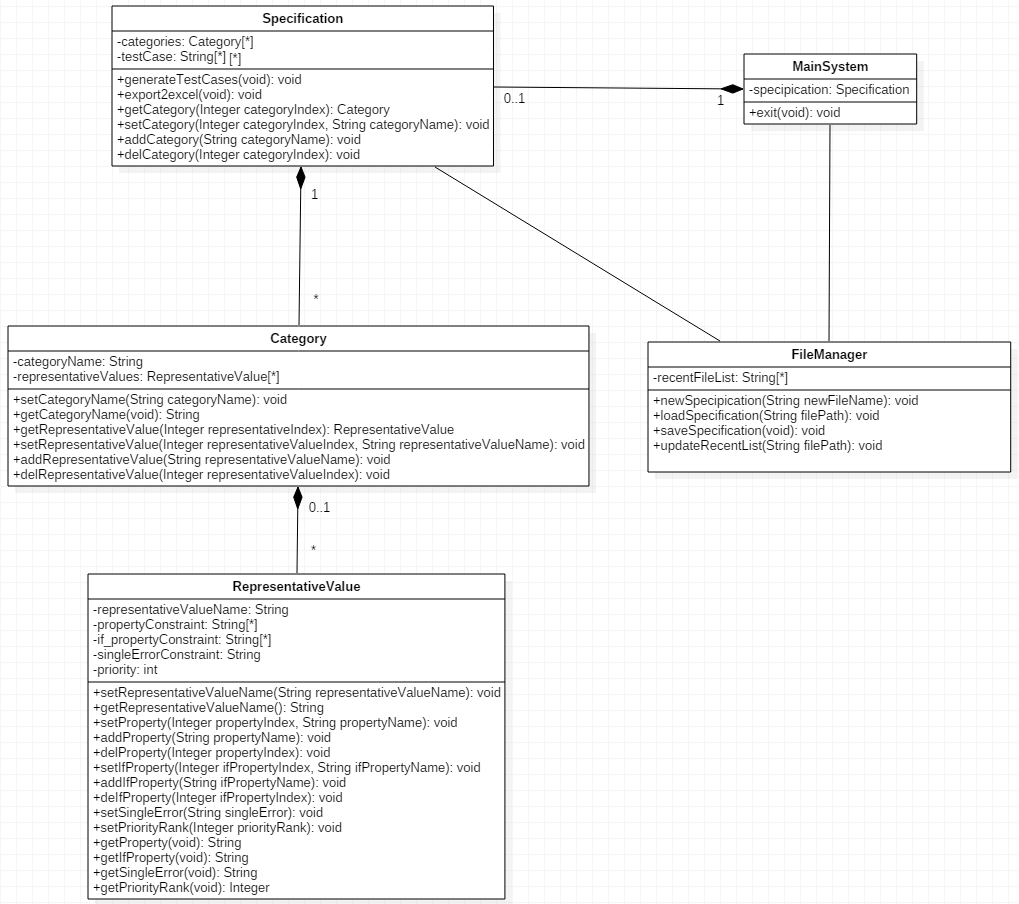 Specification
-categories: Category[*]
-testCase: String[*] [*]
+generateTestCases(void): void
+export2excel(void): void
+getCategory(Integer categoryIndex): Category
+setCategory(Integer categoryIndex, String categoryName): void
+addCategory(String categoryName): void
+delCategory(Integer categoryIndex): void
0..1
1
MainSystem
-specipication: Specification
+exit(void): void
1
*
Category
-categoryName: String
-representativeValues: RepresentativeValue[*]
+setCategoryName(String categoryName): void
+getCategoryName(void): String
+getRepresentativeValue(Integer representativeIndex): RepresentativeValue
+setRepresentativeValue(Integer representativeValueIndex, String representativeValueName): void
+addRepresentativeValue(String representativeValueName): void
+delRepresentativeValue(Integer representativeValueIndex): void
FileManager
-recentFileList: String[*]
+newSpecipication(String newFileName): void
+loadSpecification(String filePath): void
+saveSpecification(void): void
+updateRecentList(String filePath): void
0..1
*
RepresentativeValue
-representativeValueName: String
-propertyConstraint: String[*]
-if_propertyConstraint: String[*]
-singleErrorConstraint: String
-priority: int
+setRepresentativeValueName(String representativeValueName): void
+getRepresentativeValueName(): String
+setProperty(Integer propertyIndex, String propertyName): void
+addProperty(String propertyName): void
+delProperty(Integer propertyIndex): void
+setIfProperty(Integer ifPropertyIndex, String ifPropertyName): void
+addIfProperty(String ifPropertyName): void
+delfProperty(Integer ifPropertyIndex): void
+setSingleError(String singleError): void
+setPriorityRank(Integer priorityRank): void
+getProperty(void): String
+getIfProperty(void): String
+getSingleError(void): String
+getPriorityRank(void): Integer